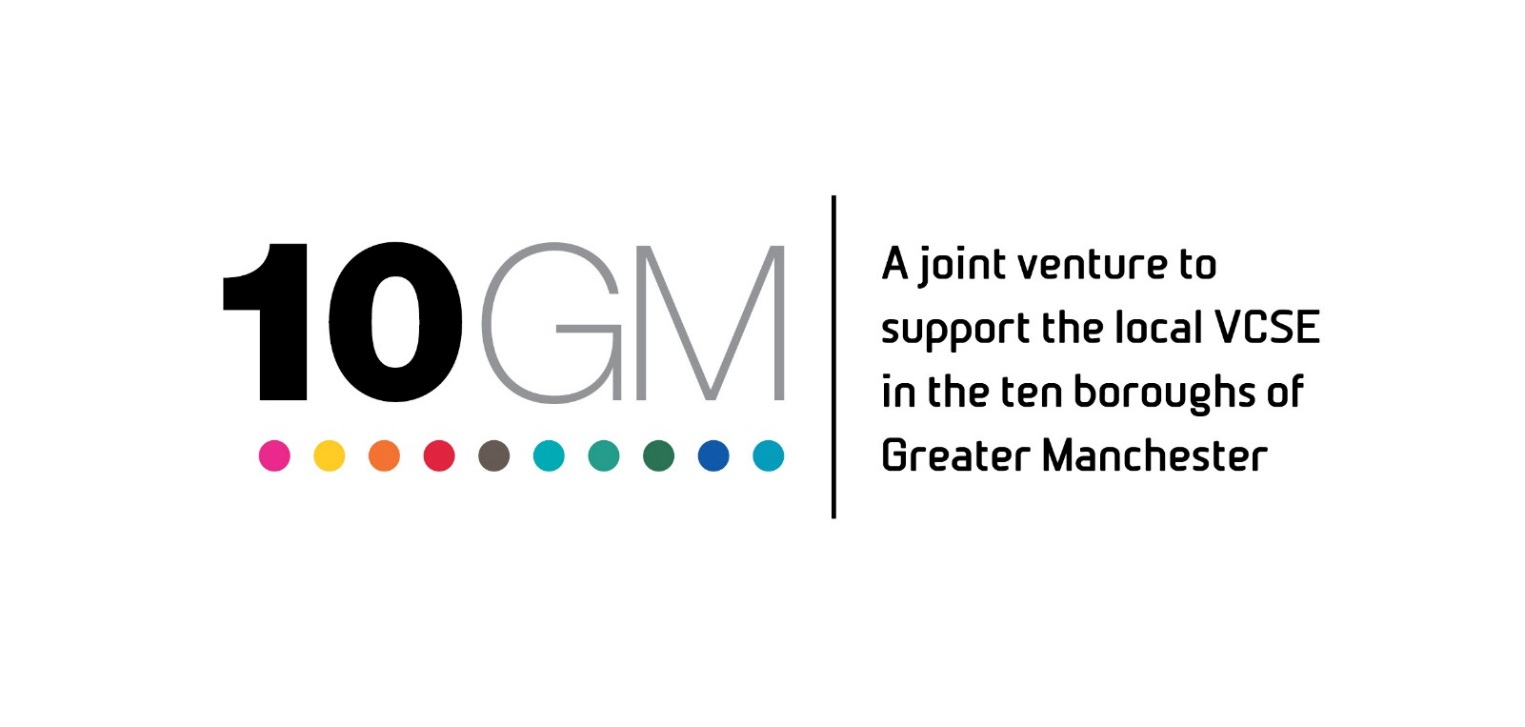 10GM
A joint venture to
support the local VCSE
in the ten boroughs of
Greater Manchester